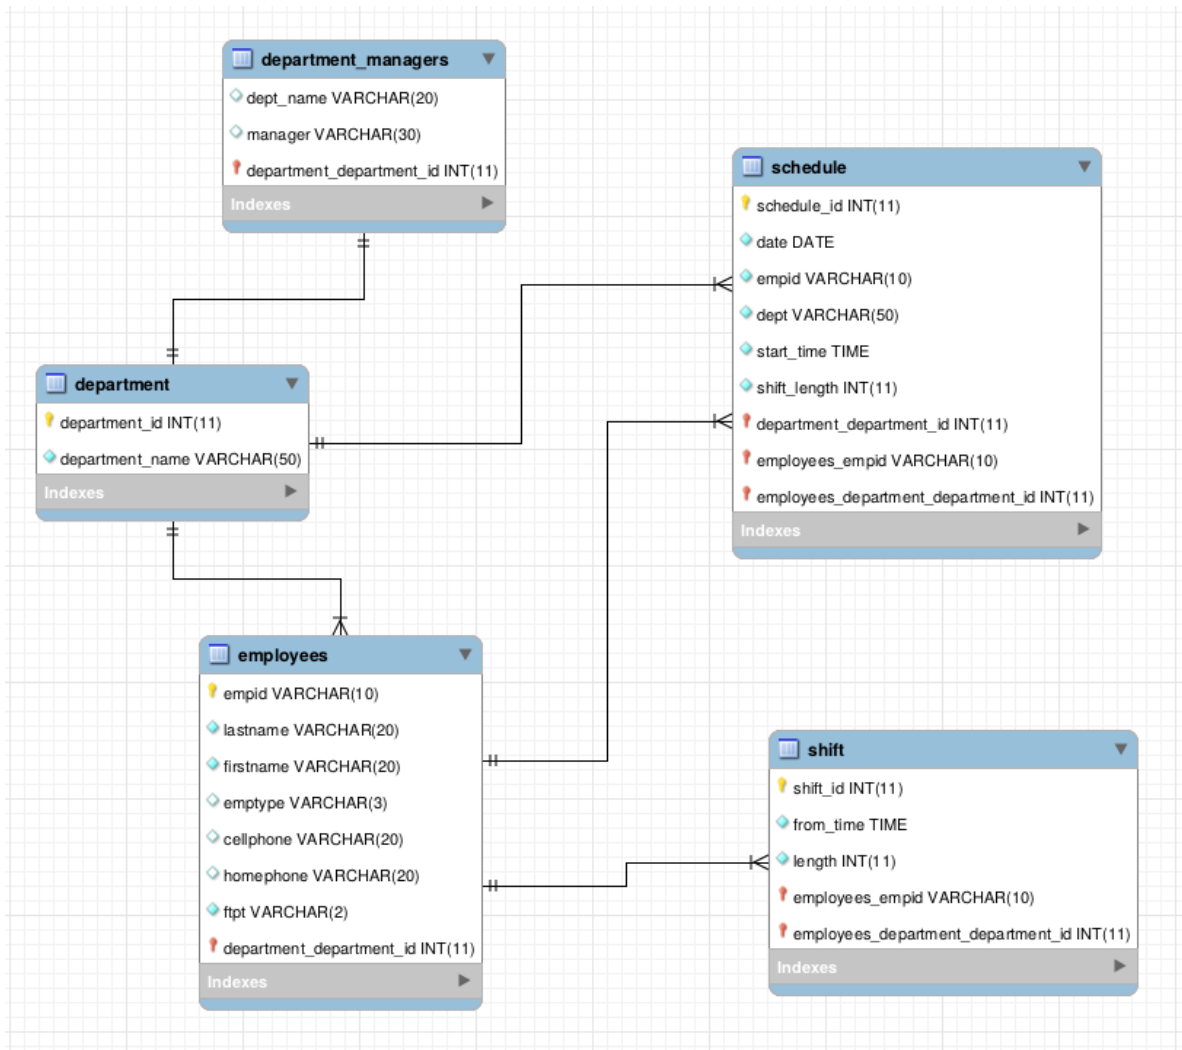 department_managers
dept_name VARCHAR(20)
manager VARCHAR(30)
department_department_id INT(11)
Indexes
schedule
schedule_id INT(11)
date DATE
empid VARCHAR(10)
dept VARCHAR(50)
start_time TIME
shift_length INT(11)
department_department_id INT(11)
employees_empid VARCHAR(10)
employees_department_department_id INT(11)
Indexes
department
department_id INT(11)
department_name VARCHAR(50)
Indexes
employees
empid VARCHAR(10)
lastname VARCHAR(20)
firstname VARCHAR(20)
emptype VARCHAR(3)
cellphone VARCHAR(20)
homephone VARCHAR(20)
ftpt VARCHAR(2)
department_department_id INT(11)
Indexes
shift
shift_id INT(11)
from_time TIME
length INT(11)
employees_empid VARCHAR(10)
employees_department_department_id INT(11)
Indexes